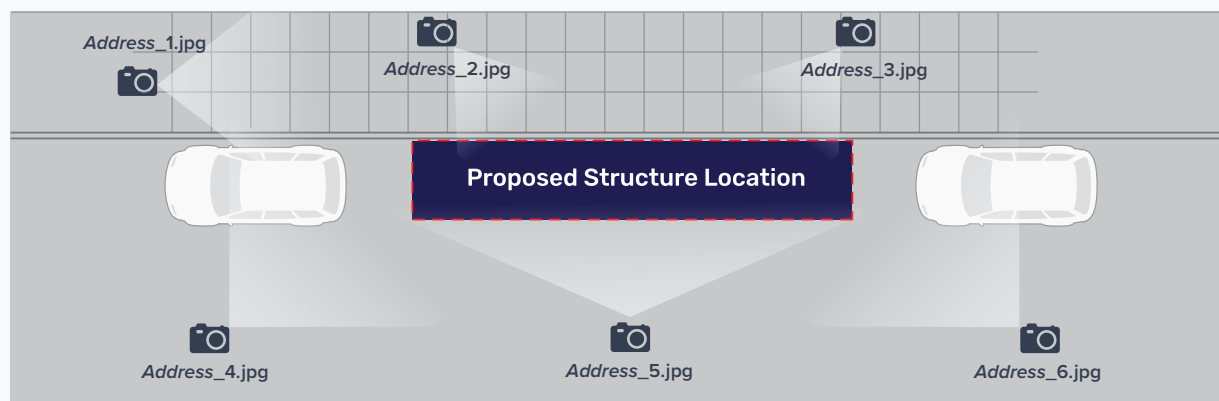 Address_1.jpg
Address_2.jpg
Address_3.jpg
Proposed Structure Location
Address_4.jpg
Address_5.jpg
Address_6.jpg